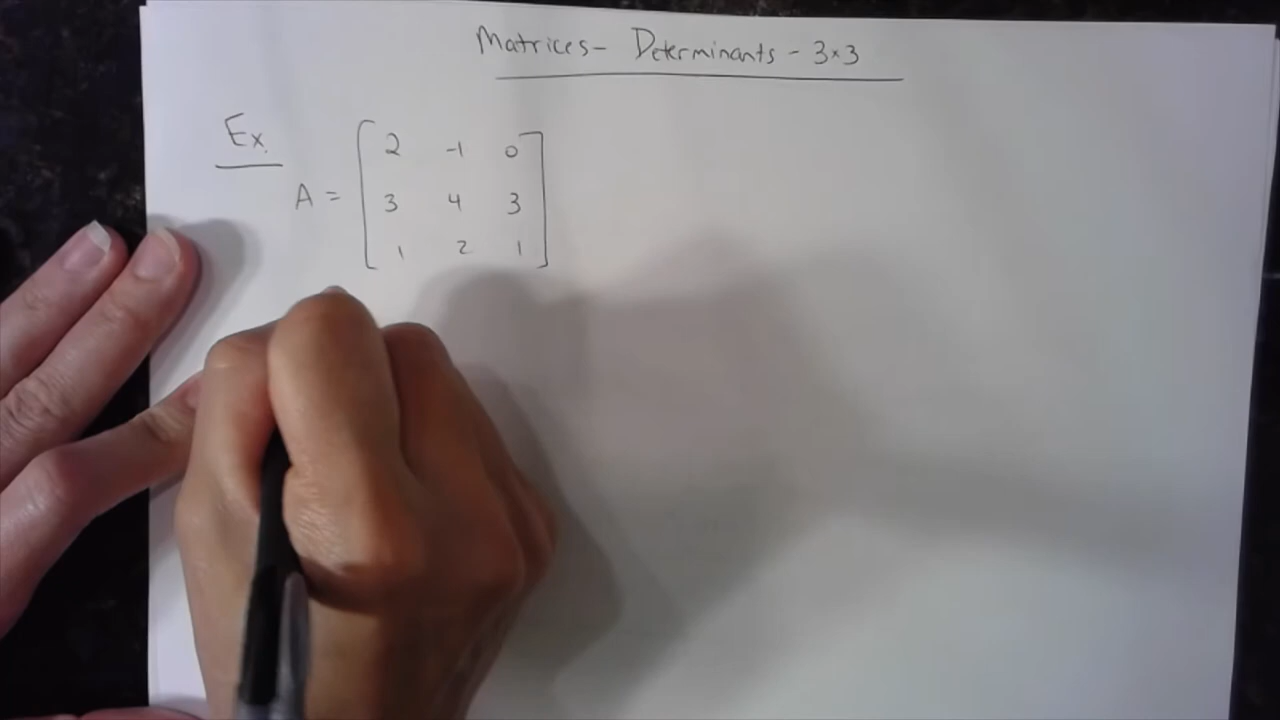 Matrices - Determinants - 3×3
Ex.
2 -1 0
A = 3 4 3
1 2 1